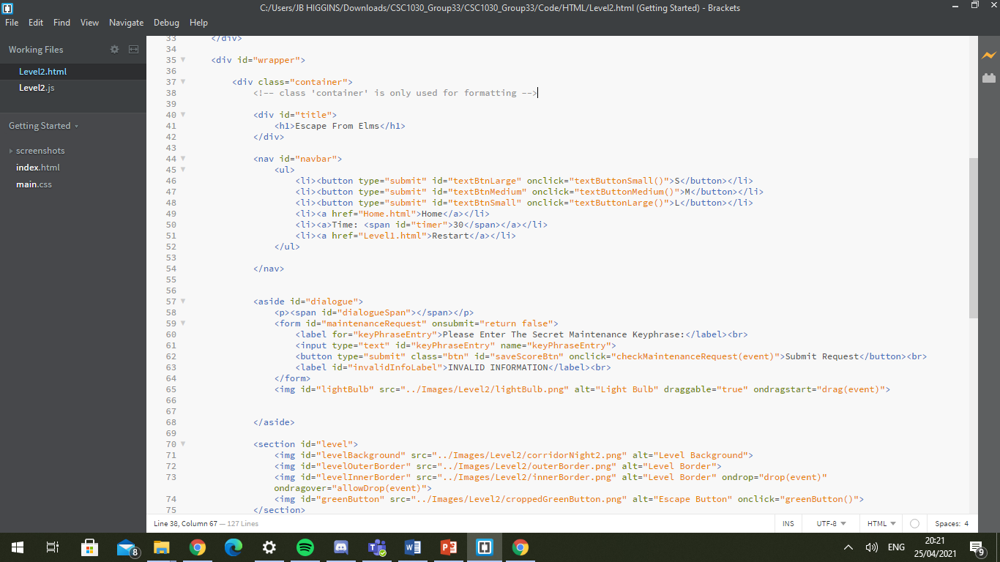 C:/Users/JB HIGGINS/Downloads/CSC1030_Group33/CSC1030_Group33/Code/HTML/Level2.html (Getting Started) - Brackets
File Edit Find View Navigate Debug Help
Working Files
Level2.html
Level2.js
Getting Started
screenshots
index.html
main.css
33 </div>
34
35 <div id="wrapper">
36
37 <div class="container">
38 <!-- class 'container' is only used for formatting -->
39
40 <div id="title">
41 <h1>Escape From Elms</h1>
42 </div>
43
44 <nav id="navbar">
45 <ul>
46 <li><button type="submit" id="textBtnLarge" onclick="textButtonSmall()">S</button></li>
47 <li><button type="submit" id="textBtnMedium" onclick="textButtonMedium()">M</button></li>
48 <li><button type="submit" id="textBtnSmall" onclick="textButtonLarge()">L</button></li>
49 <li><a href="Home.html">Home</a></li>
50 <li><a>Time: <span id="timer">30</span></a></li>
51 <li><a href="Level1.html">Restart</a></li>
52 </ul>
53
54 </nav>
55
56
57 <aside id="dialogue">
58 <p><span id="dialogueSpan"></span></p>
59 <form id="maintenanceRequest" onsubmit="return false">
60 <label for="keyPhraseEntry">Please Enter The Secret Maintenance Keyphrase:</label><br>
61 <input type="text" id="keyPhraseEntry" name="keyPhraseEntry">
62 <button type="submit" class="btn" id="saveScoreBtn" onclick="checkMaintenanceRequest(event)">Submit Request</button><br>
63 <label id="invalidInfoLabel">INVALID INFORMATION</label><br>
64 </form>
65 <img id="lightBulb" src="../Images/Level2/lightBulb.png" alt="Light Bulb" draggable="true" ondragstart="drag(event)">
66
67
68 </aside>
69
70 <section id="level">
71 <img id="levelBackground" src="../Images/Level2/corridorNight2.png" alt="Level Background">
72 <img id="levelOuterBorder" src="../Images/Level2/outerBorder.png" alt="Level Border">
73 <img id="levelInnerBorder" src="../Images/Level2/innerBorder.png" alt="Level Border" ondrop="drop(event)"
ondragover="allowDrop(event)">
74 <img id="greenButton" src="../Images/Level2/croppedGreenButton.png" alt="Escape Button" onclick="greenButton()">
75 </section>
Line 38, Column 67 — 127 Lines
INS UTF-8 HTML Spaces: 4
8
ENG
20:21
25/04/2021
9